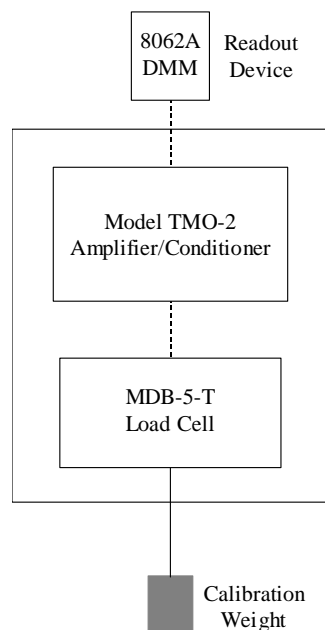 8062A
DMM
Readout
Device
Model TMO-2
Amplifier/Conditioner
MDB-5-T
Load Cell
Calibration
Weight